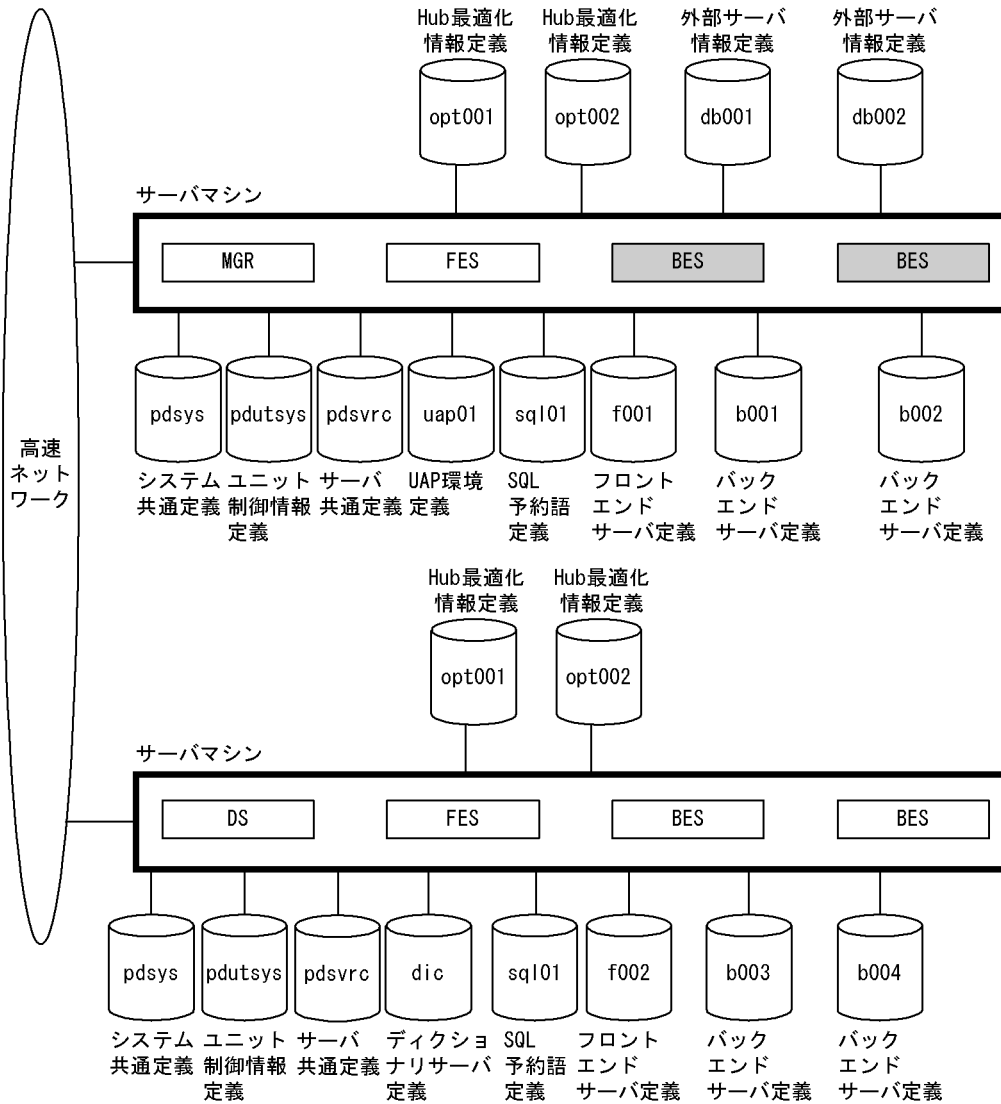 Hub最適化
情報定義
Hub最適化
情報定義
外部サーバ
情報定義
外部サーバ
情報定義
opt001
opt002
db001
db002
サーバマシン
MGR
FES
BES
BES
pdsys
pdutsys
pdsvrc
uap01
sql01
f001
b001
b002
高速
ネット
ワーク
システム
共通定義
ユニット
制御情報
定義
サーバ
共通定義
UAP環境
定義
SQL
予約語
定義
フロント
エンド
サーバ定義
バック
エンド
サーバ定義
バック
エンド
サーバ定義
Hub最適化
情報定義
Hub最適化
情報定義
opt001
opt002
サーバマシン
DS
FES
BES
BES
pdsys
pdutsys
pdsvrc
dic
sql01
f002
b003
b004
システム
共通定義
ユニット
制御情報
定義
サーバ
共通定義
ディクショ
ナリサーバ
定義
SQL
予約語
定義
フロント
エンド
サーバ定義
バック
エンド
サーバ定義
バック
エンド
サーバ定義